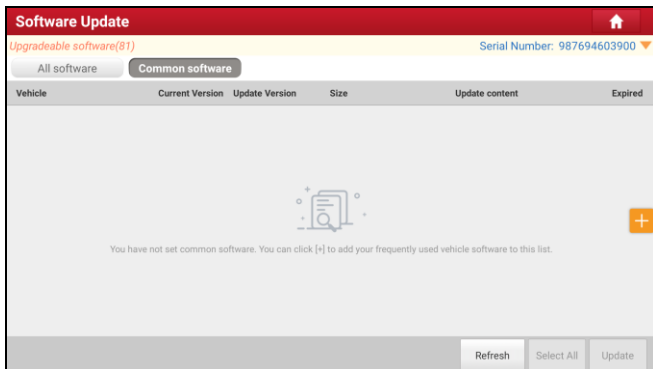 Software Update
Upgradeable software(81)
Serial Number: 987694603900
All software
Common software
Vehicle
Current Version
Update Version
Size
Update content
Expired
+
You have not set common software. You can click [+] to add your frequently used vehicle software to this list.
Refresh
Select All
Update